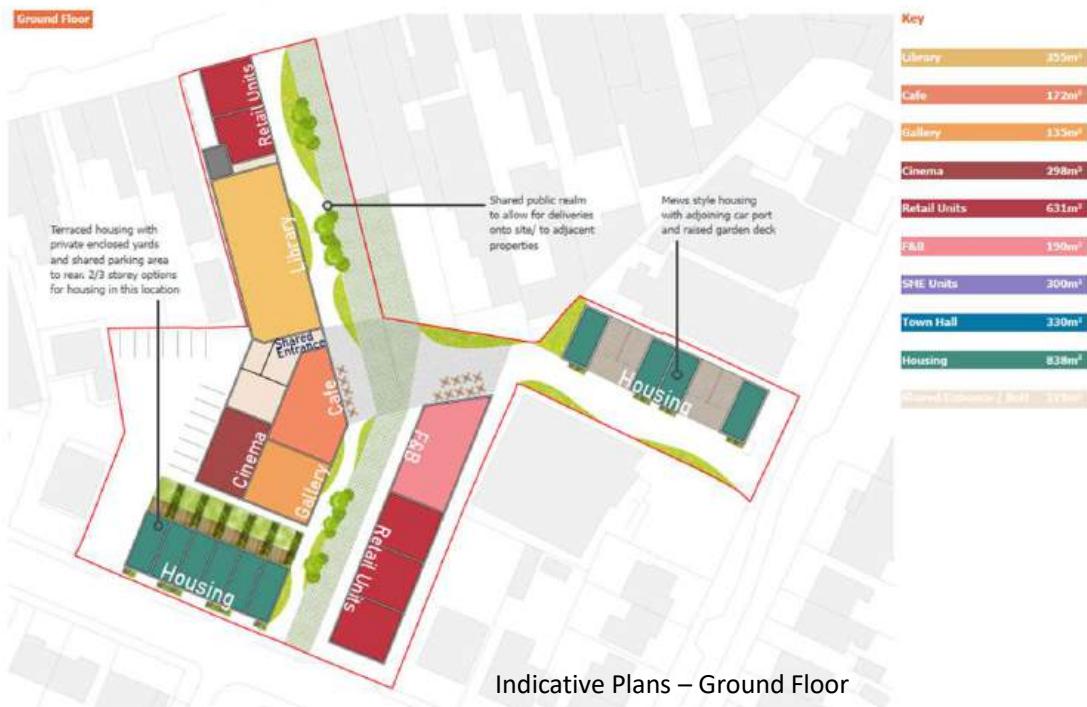 Ground Floor
Key
Library 355m²
Cafe 172m²
Gallery 135m²
Cinema 298m²
Retail Units 631m²
F&B 190m²
SME Units 300m²
Town Hall 330m²
Housing 838m²
Shared Entrance /
Retail Units
Library
Shared public realm
to allow for deliveries
onto site/ to adjacent
properties
Mews style housing
with adjoining car port
and raised garden deck
Terraced housing with
private enclosed yards
and shared parking area
to rear. 2/3 storey options
for housing in this location
Shared
Entrance
Cafe
Housing
F&B
Cinema
Gallery
Retail Units
Housing
Indicative Plans – Ground Floor